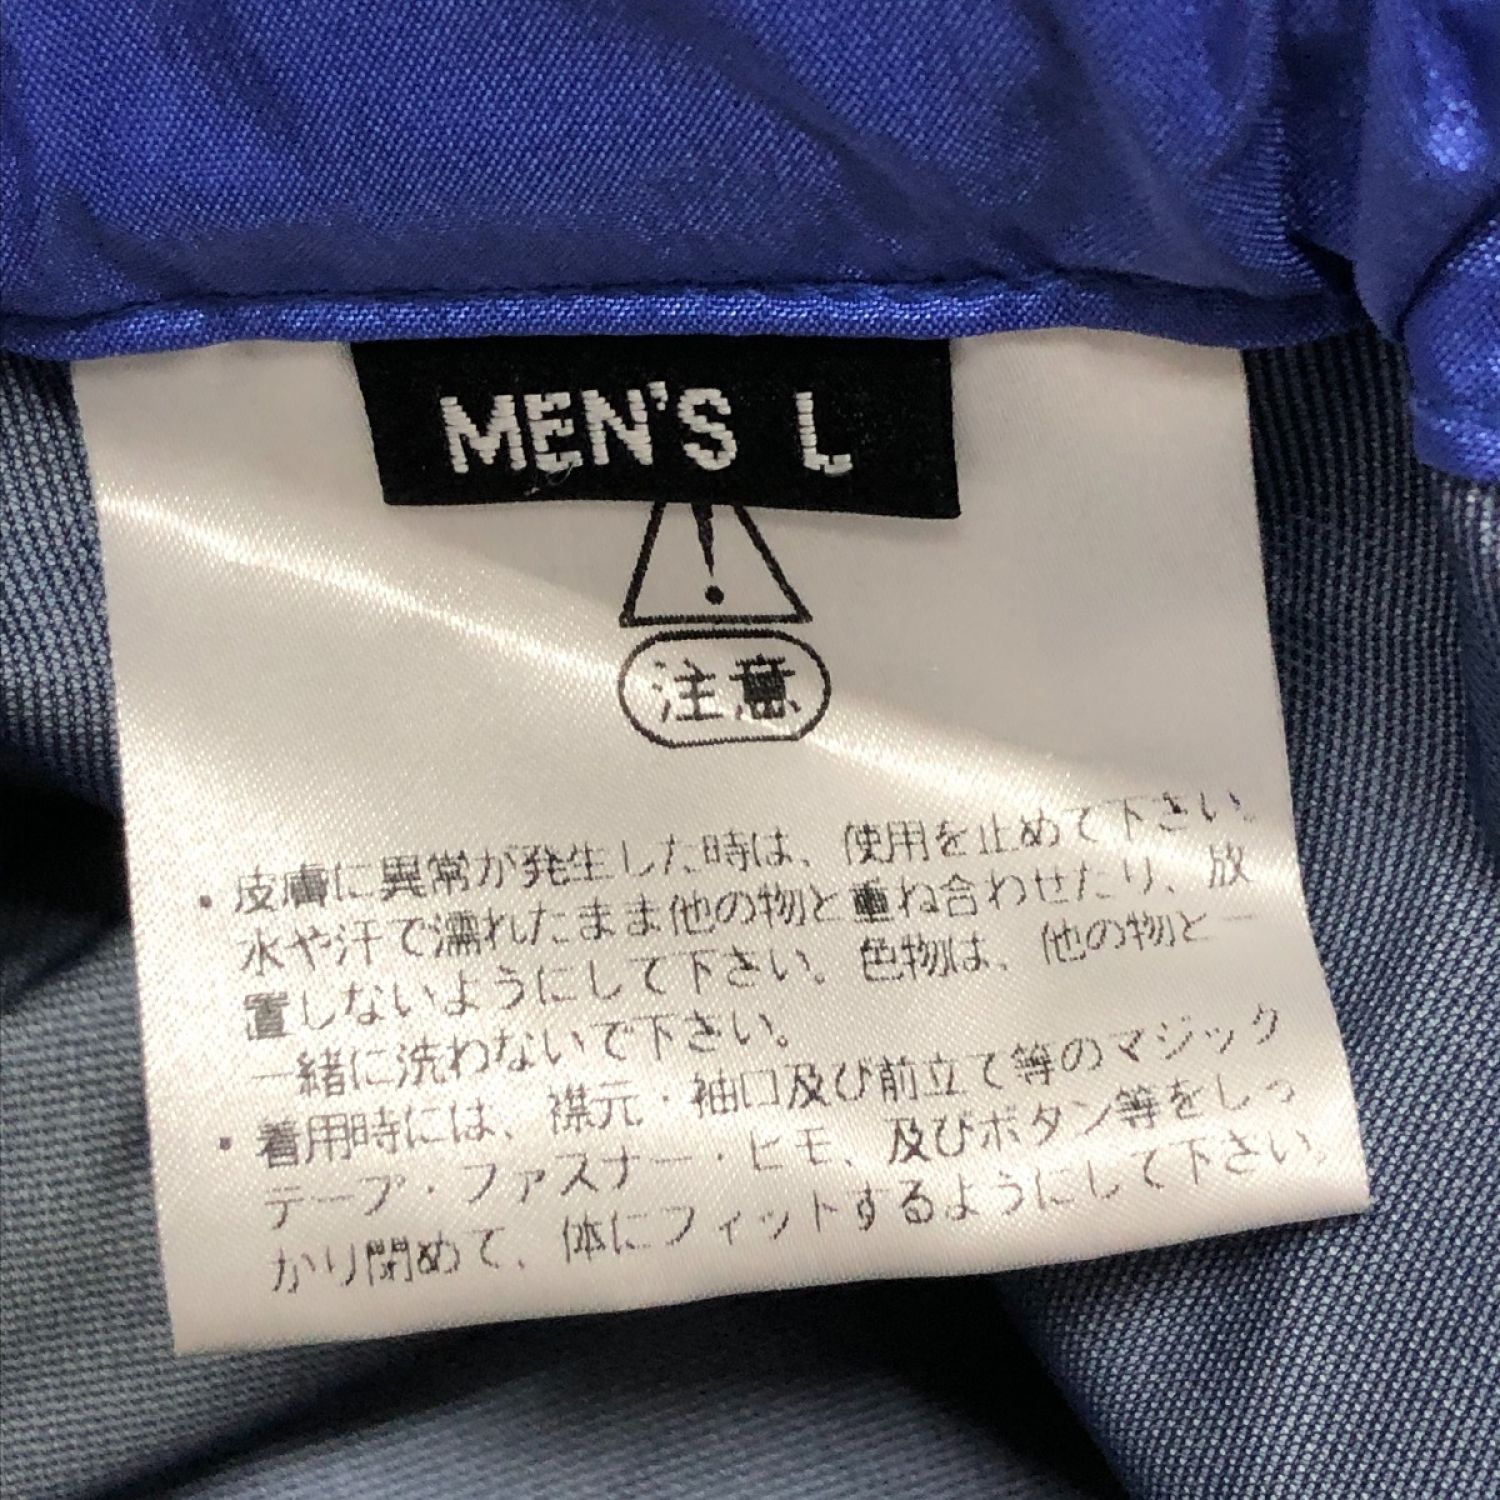 MEN'S L
注意
・皮膚に異常が発生した時は、使用を止めて下さい。
水や汗で濡れたまま他の物と重ね合わせたり、放
置しないようにして下さい。色物は、他の物と一
一緒に洗わないで下さい。
・着用時には、襟元・袖口及び前立て等のマジック
テープ・ファスナー・ヒモ、及びボタン等をしっ
かり閉めて、体にフィットするようにして下さい。